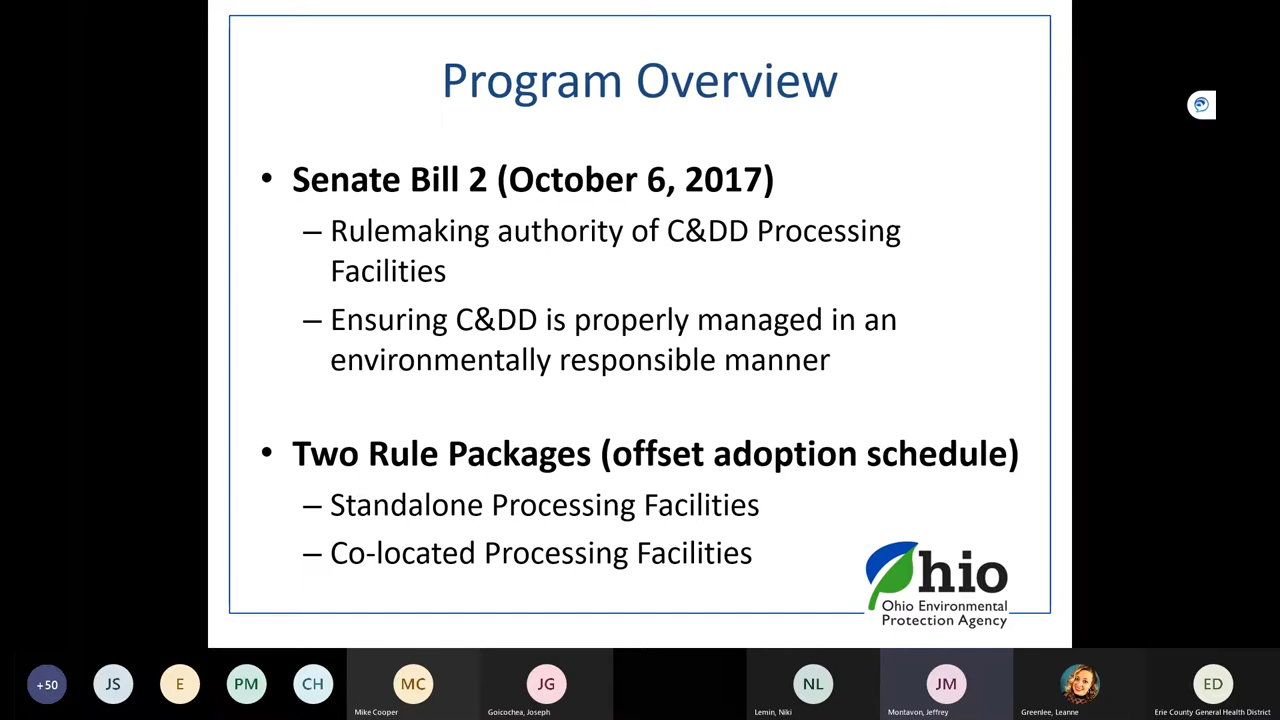 Program Overview
• Senate Bill 2 (October 6, 2017)
– Rulemaking authority of C&DD Processing
Facilities
– Ensuring C&DD is properly managed in an
environmentally responsible manner
• Two Rule Packages (offset adoption schedule)
– Standalone Processing Facilities
– Co-located Processing Facilities
Ohio
Ohio Environmental
Protection Agency
+50
JS
E
PM
CH
MC
Mike Cooper
JG
Goicochea, Joseph
NL
Lemin, Niki
JM
Montavon, Jeffrey
Greenlee, Leanne
ED
Erie County General Health District